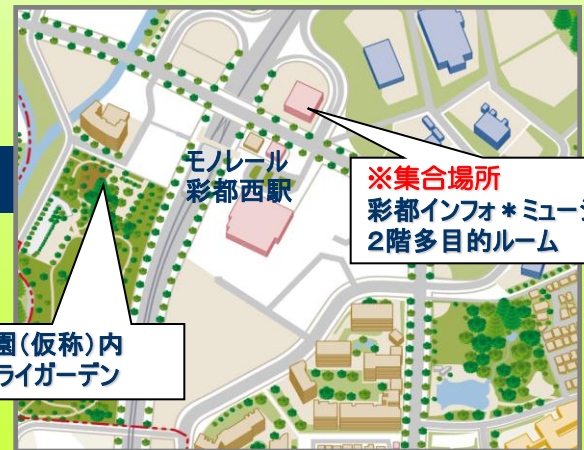 モノレール
彩都西駅
※集合場所
彩都インフォ＊ミュー
2階多目的ルーム
園(仮称)内
ライガーデン